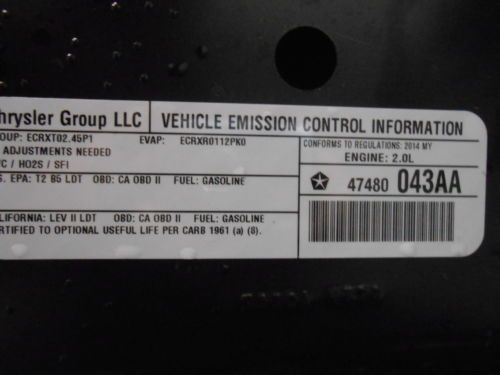 hrysler Group LLC VEHICLE EMISSION CONTROL INFORMATION
OUP: ECRXT02.45P1 EVAP: ECRXR0112PK0 CONFORMS TO REGULATIONS: 2014 MY
ADJUSTMENTS NEEDED ENGINE: 2.0L
C / HO2S / SFI
S. EPA: T2 B5 LDT OBD: CA OBD II FUEL: GASOLINE 47480 043AA
LIFORNIA: LEV II LDT OBD: CA OBD II FUEL: GASOLINE
RTIFIED TO OPTIONAL USEFUL LIFE PER CARB 1961 (a) (8).